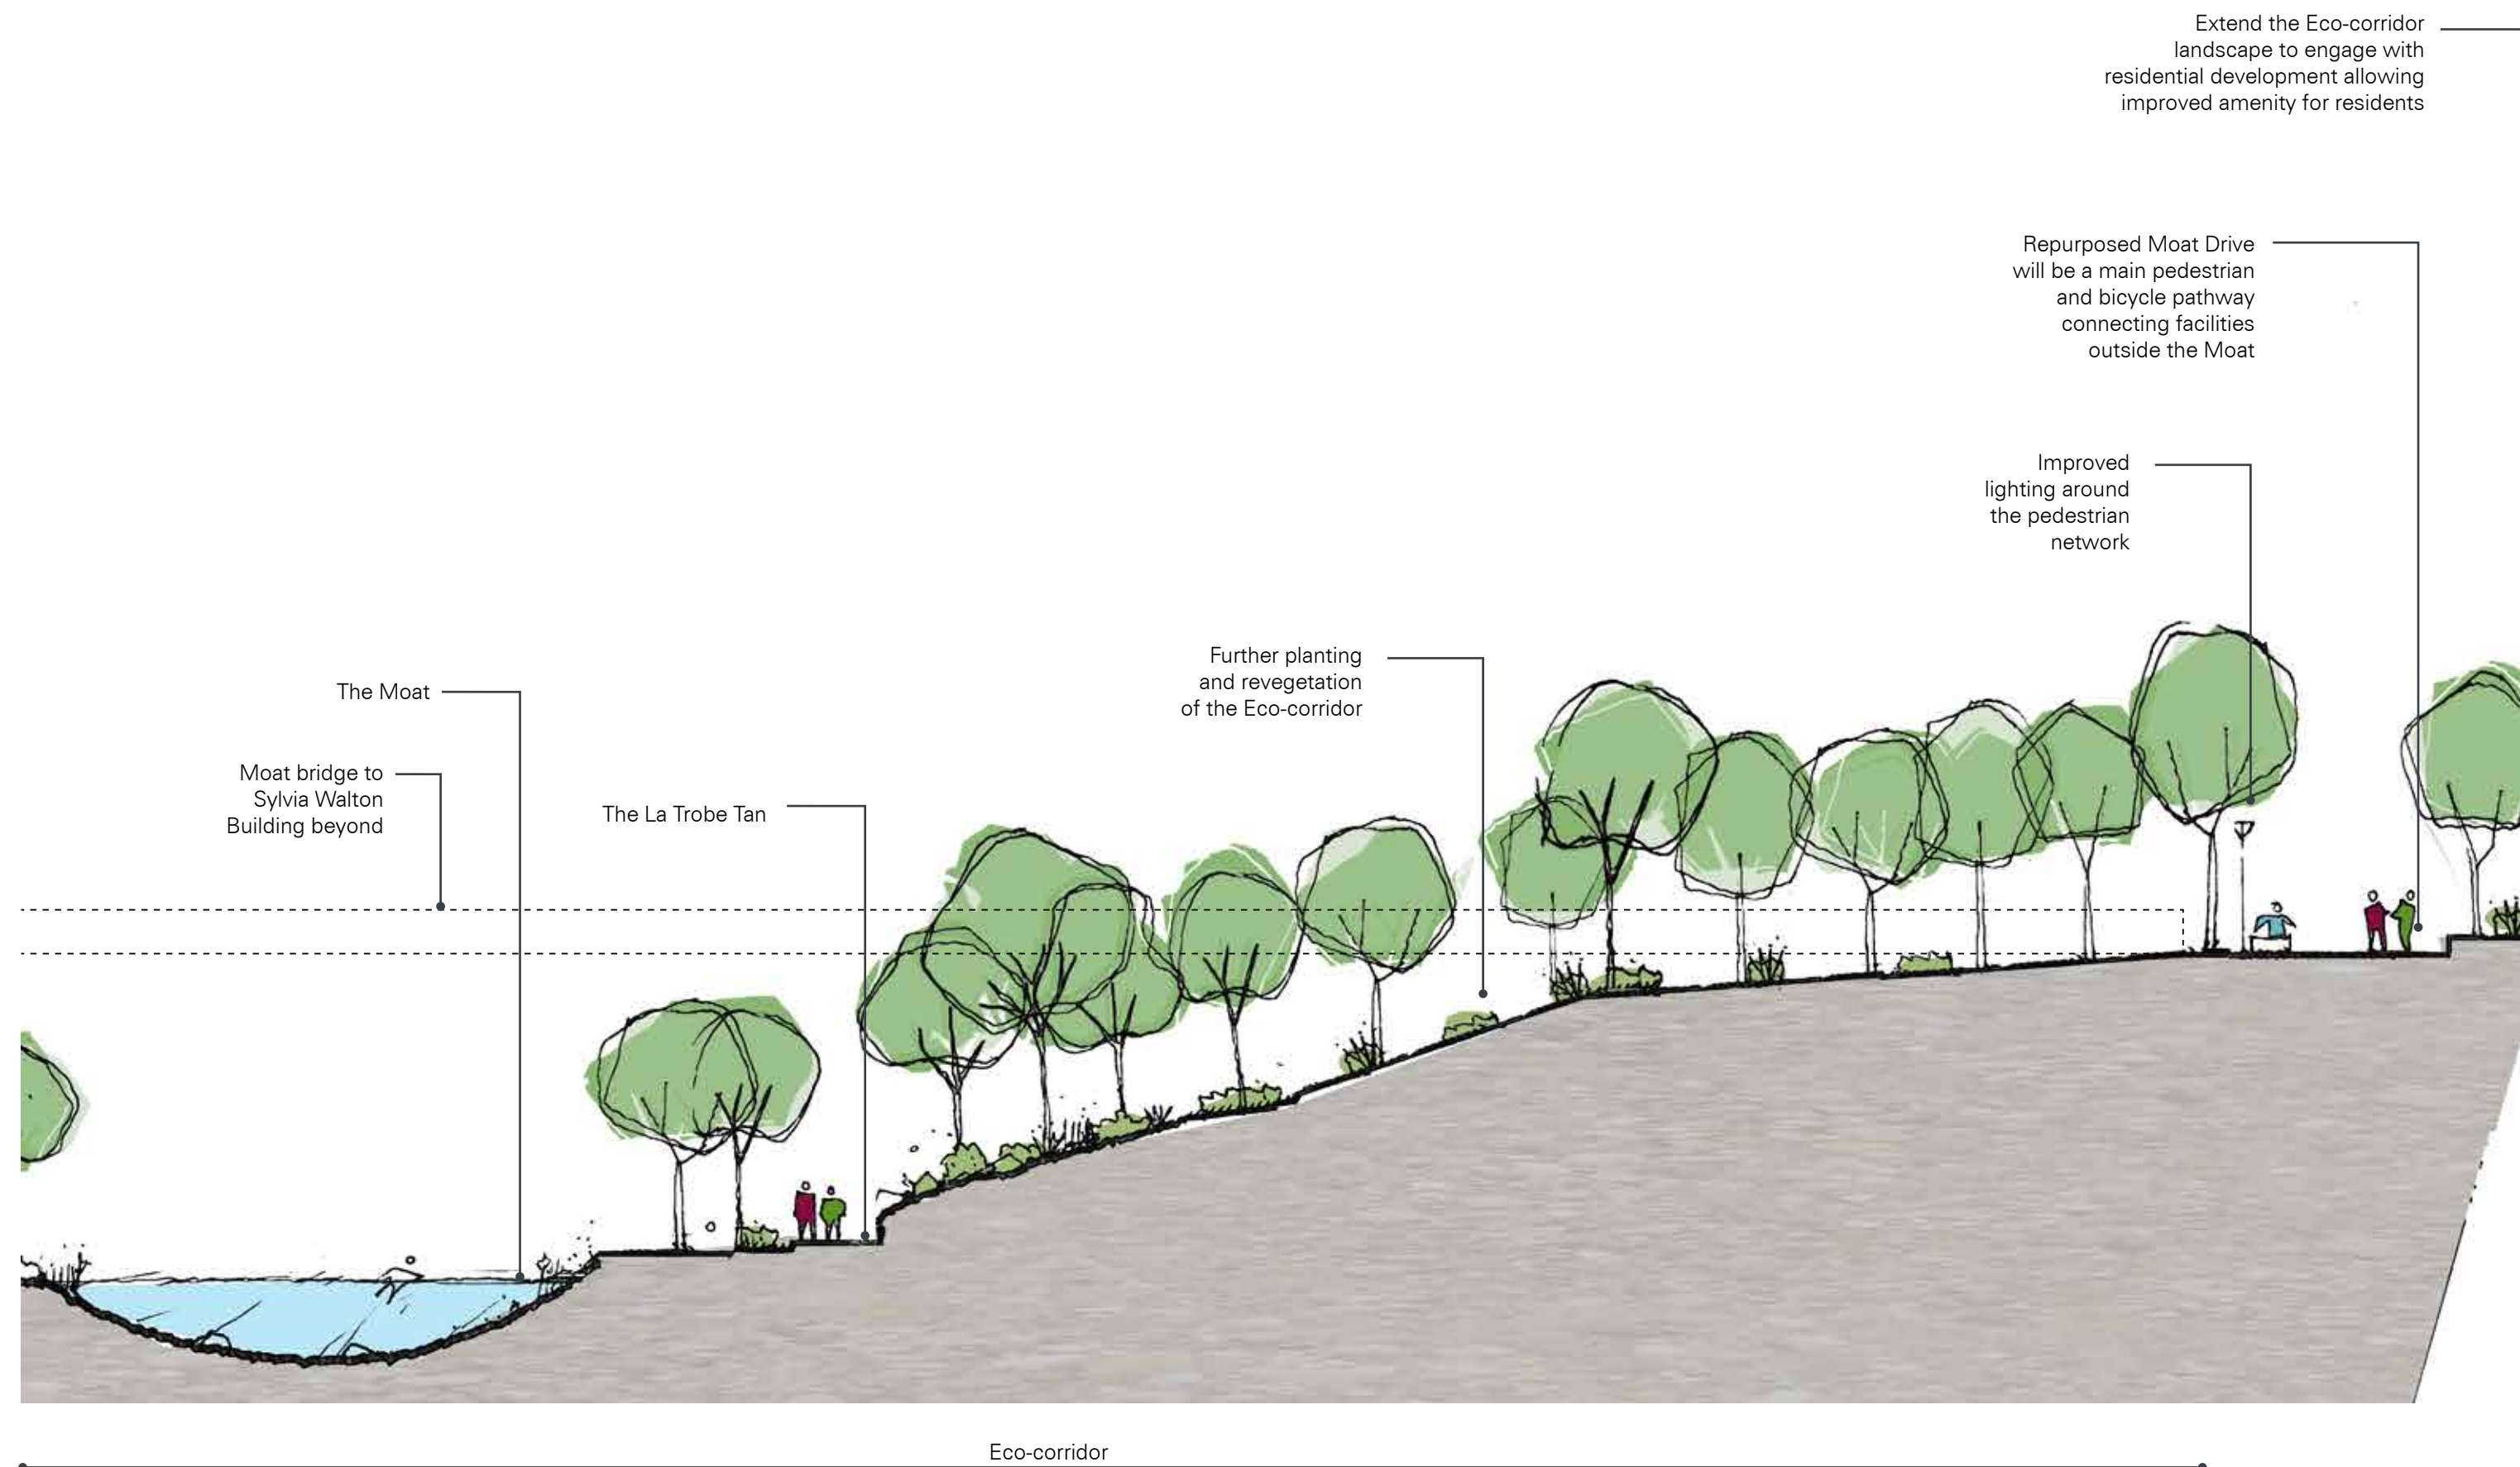 Extend the Eco-corridor
landscape to engage with
residential development allowing
improved amenity for residents
Repurposed Moat Drive
will be a main pedestrian
and bicycle pathway
connecting facilities
outside the Moat
Improved
lighting around
the pedestrian
network
Further planting
and revegetation
of the Eco-corridor
The Moat
Moat bridge to
Sylvia Walton
Building beyond
The La Trobe Tan
Eco-corridor